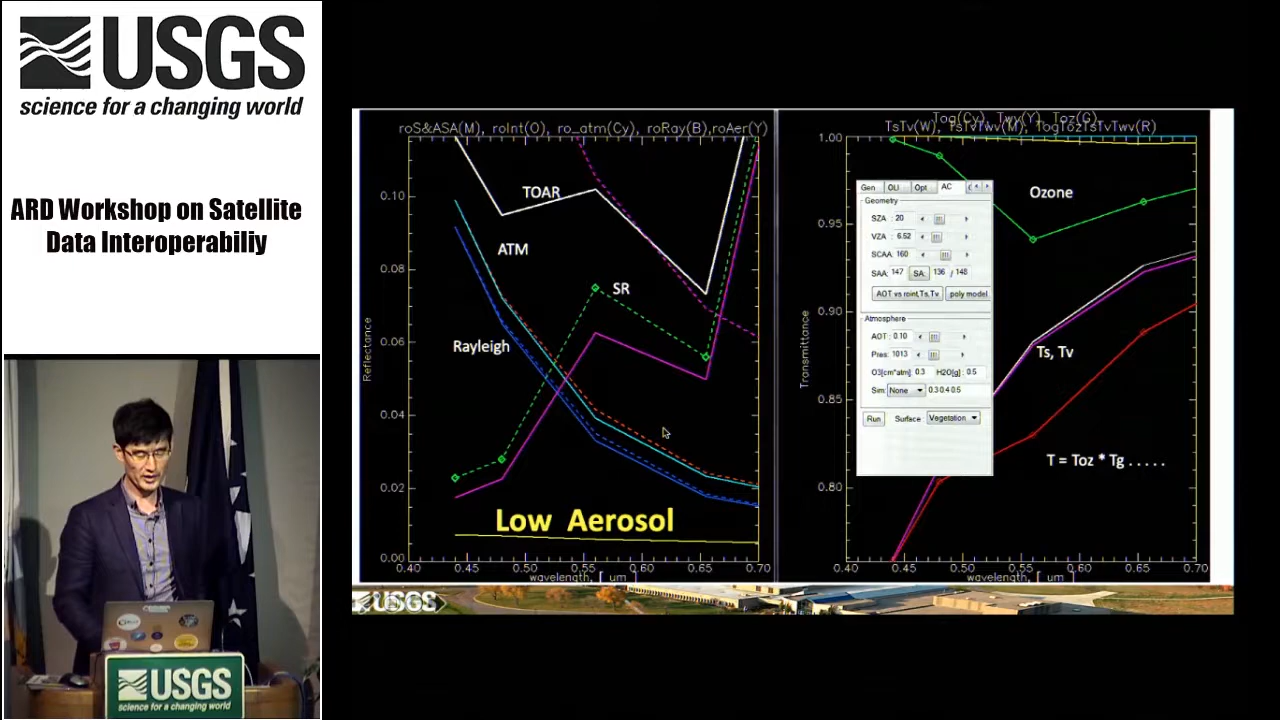 USGS
science for a changing world
ARD Workshop on Satellite
Data Interoperabiliy
USGS
science for a changing world
roS&ASA(M), roInt(O), ro_atm(Cy), roRay(B),roAer(Y)
Reflectance
0.10
0.08
0.06
0.04
0.02
0.00
0.40 0.45 0.50 0.55 0.60 0.65 0.70
wavelength, [ um ]
TOAR
ATM
SR
Rayleigh
Low Aerosol
Tog(Cy), Twv(Y), Toz(G),
TsTv(W), TsTvTwv(M), TogTozTsTvTwv(R)
Transmittance
1.00
0.95
0.90
0.85
0.80
0.40 0.45 0.50 0.55 0.60 0.65 0.70
wavelength, [ um ]
Ozone
Ts, Tv
T = Toz * Tg . . . . .
Gen OLI Opt AC
Geometry
SZA 20
VZA : 6.52
SCAA: 160
SAA: 147 SA: 136 / 148
AOT vs roint,Ts,Tv poly model
Atmosphere
AOT: 0.10
Pres: 1013
O3[cm*atm]: 0.3 H2O[g]: 0.5
Sim: None 0.3 0.4 0.5
Run Surface: Vegetation
USGS